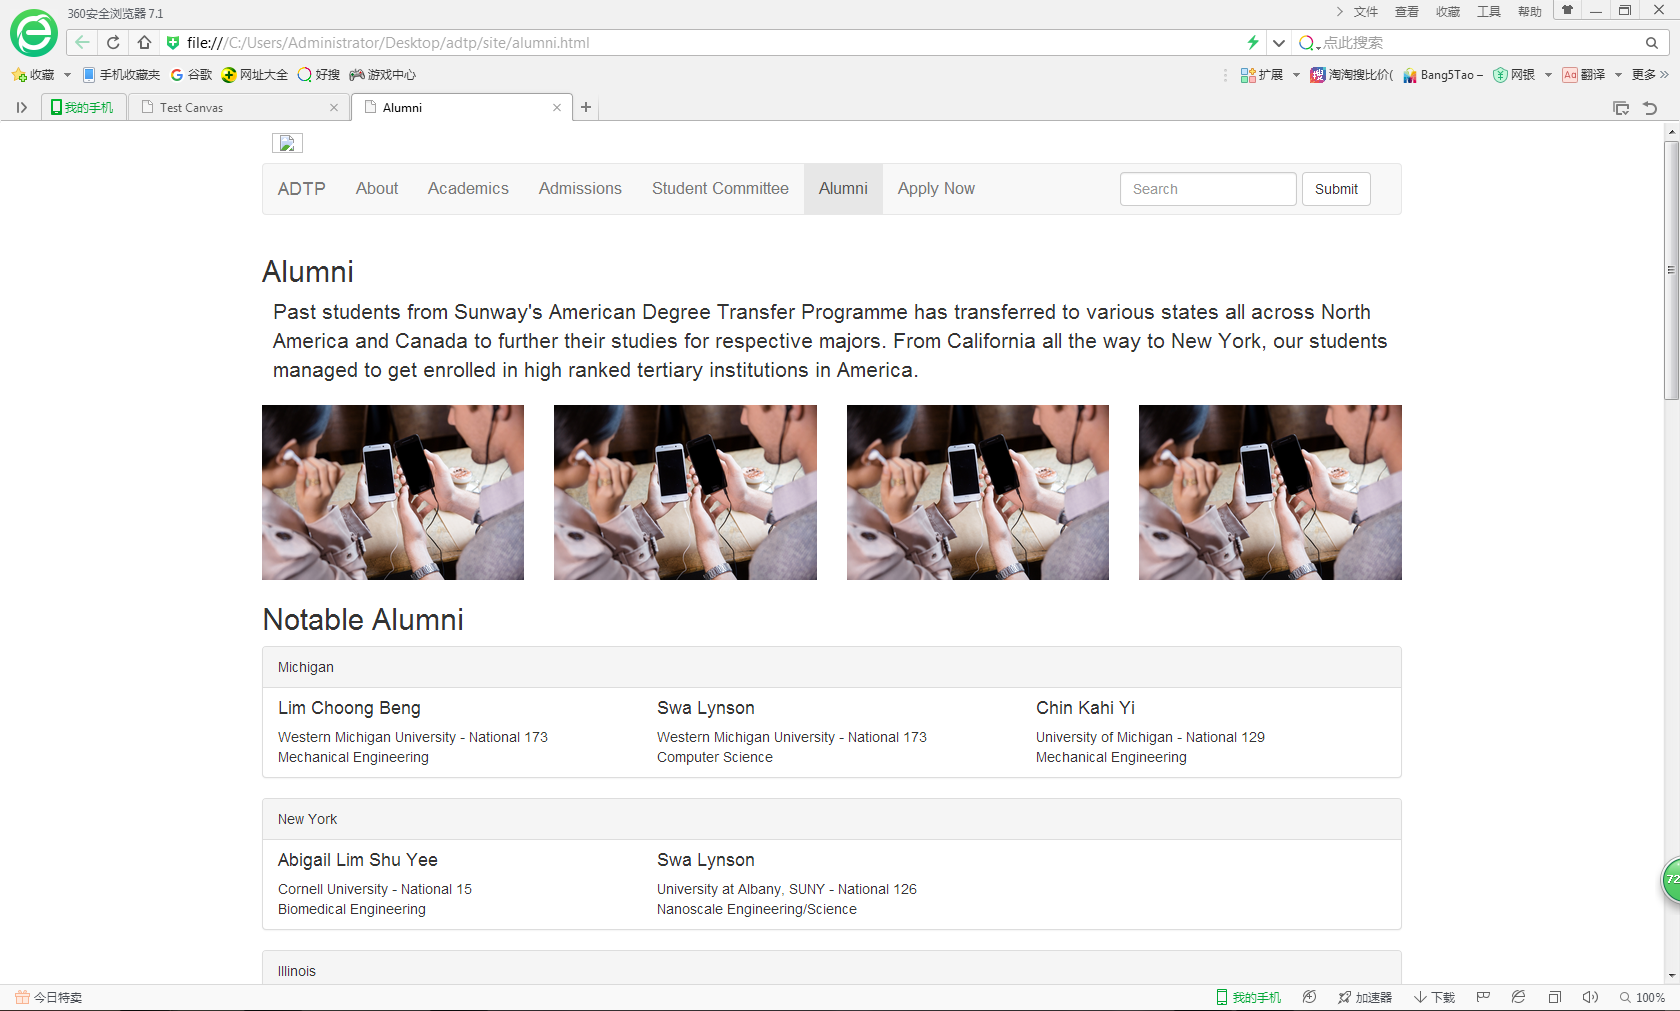 360安全浏览器 7.1
文件 查看 收藏 工具 帮助
file:///C:/Users/Administrator/Desktop/adtp/site/alumni.html
点此搜索
收藏 手机收藏夹 谷歌 网址大全 好搜 游戏中心
扩展 淘淘搜比价( Bang5Tao – 网银 Aa 翻译 更多 »
我的手机 Test Canvas Alumni
ADTP About Academics Admissions Student Committee Alumni Apply Now Search Submit
Alumni
Past students from Sunway's American Degree Transfer Programme has transferred to various states all across North
America and Canada to further their studies for respective majors. From California all the way to New York, our students
managed to get enrolled in high ranked tertiary institutions in America.
Notable Alumni
Michigan
Lim Choong Beng Swa Lynson Chin Kahi Yi
Western Michigan University - National 173 Western Michigan University - National 173 University of Michigan - National 129
Mechanical Engineering Computer Science Mechanical Engineering
New York
Abigail Lim Shu Yee Swa Lynson
Cornell University - National 15 University at Albany, SUNY - National 126
Biomedical Engineering Nanoscale Engineering/Science
72
Illinois
今日特卖 我的手机 加速器 下载 100%